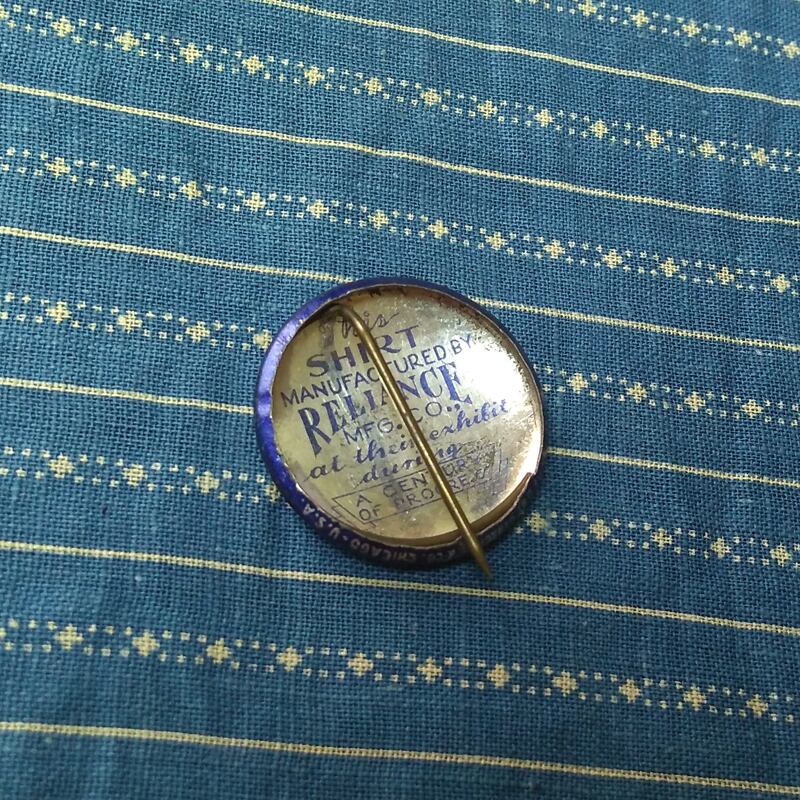 This
SHIRT
MANUFACTURED BY
RELIANCE
MFG. CO.,
at their exhibit
during
A CENTURY
OF PROGRESS
CHICAGO - U.S.A.